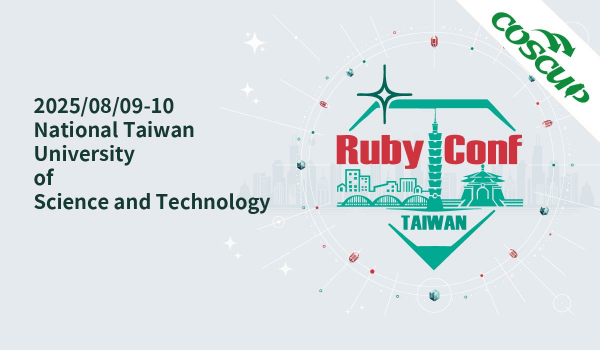 2025/08/09-10
National Taiwan
University
of
Science and Technology
COSCUP
Ruby Conf
TAIWAN